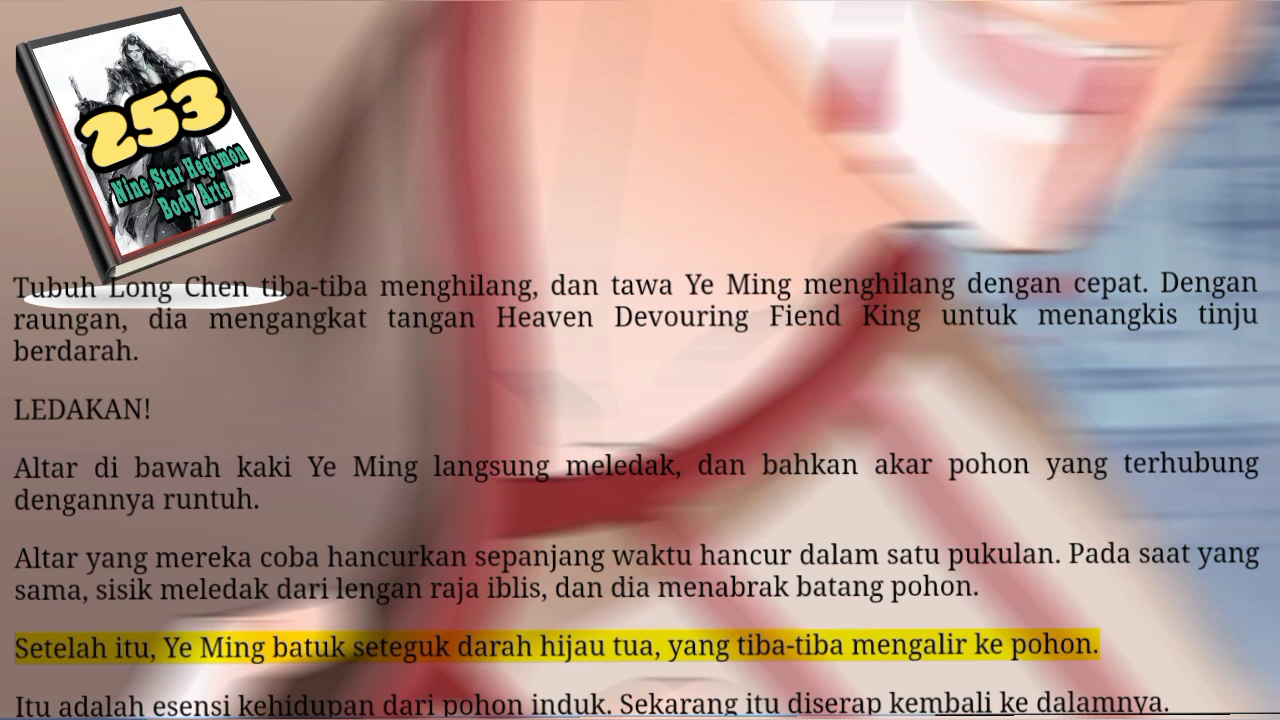 253
Nine Star Hegemon
Body Arts
Tubuh Long Chen tiba-tiba menghilang, dan tawa Ye Ming menghilang dengan cepat. Dengan
raungan, dia mengangkat tangan Heaven Devouring Fiend King untuk menangkis tinju
berdarah.
LEDAKAN!
Altar di bawah kaki Ye Ming langsung meledak, dan bahkan akar pohon yang terhubung
dengannya runtuh.
Altar yang mereka coba hancurkan sepanjang waktu hancur dalam satu pukulan. Pada saat yang
sama, sisik meledak dari lengan raja iblis, dan dia menabrak batang pohon.
Setelah itu, Ye Ming batuk seteguk darah hijau tua, yang tiba-tiba mengalir ke pohon.
Itu adalah esensi kehidupan dari pohon induk. Sekarang itu diserap kembali ke dalamnya.